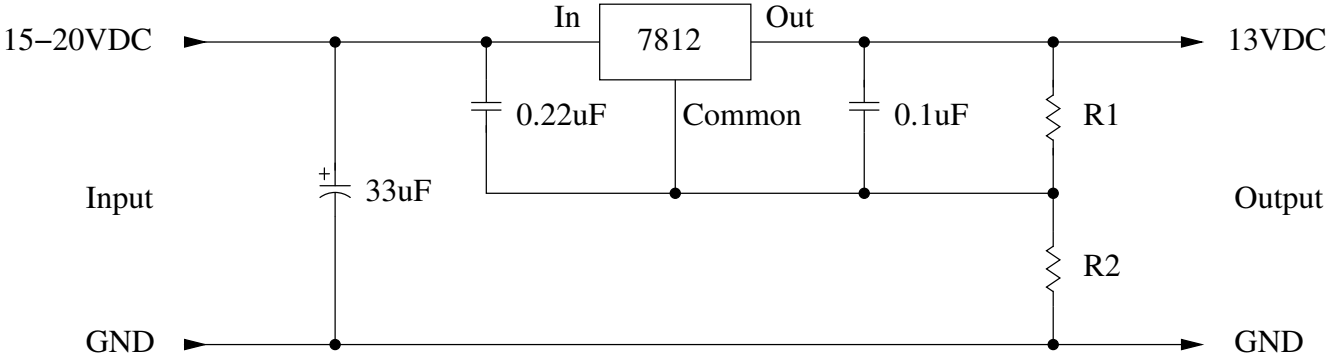 In
Out
15−20VDC
7812
13VDC
0.22uF
Common
0.1uF
R1
+
33uF
Input
Output
R2
GND
GND